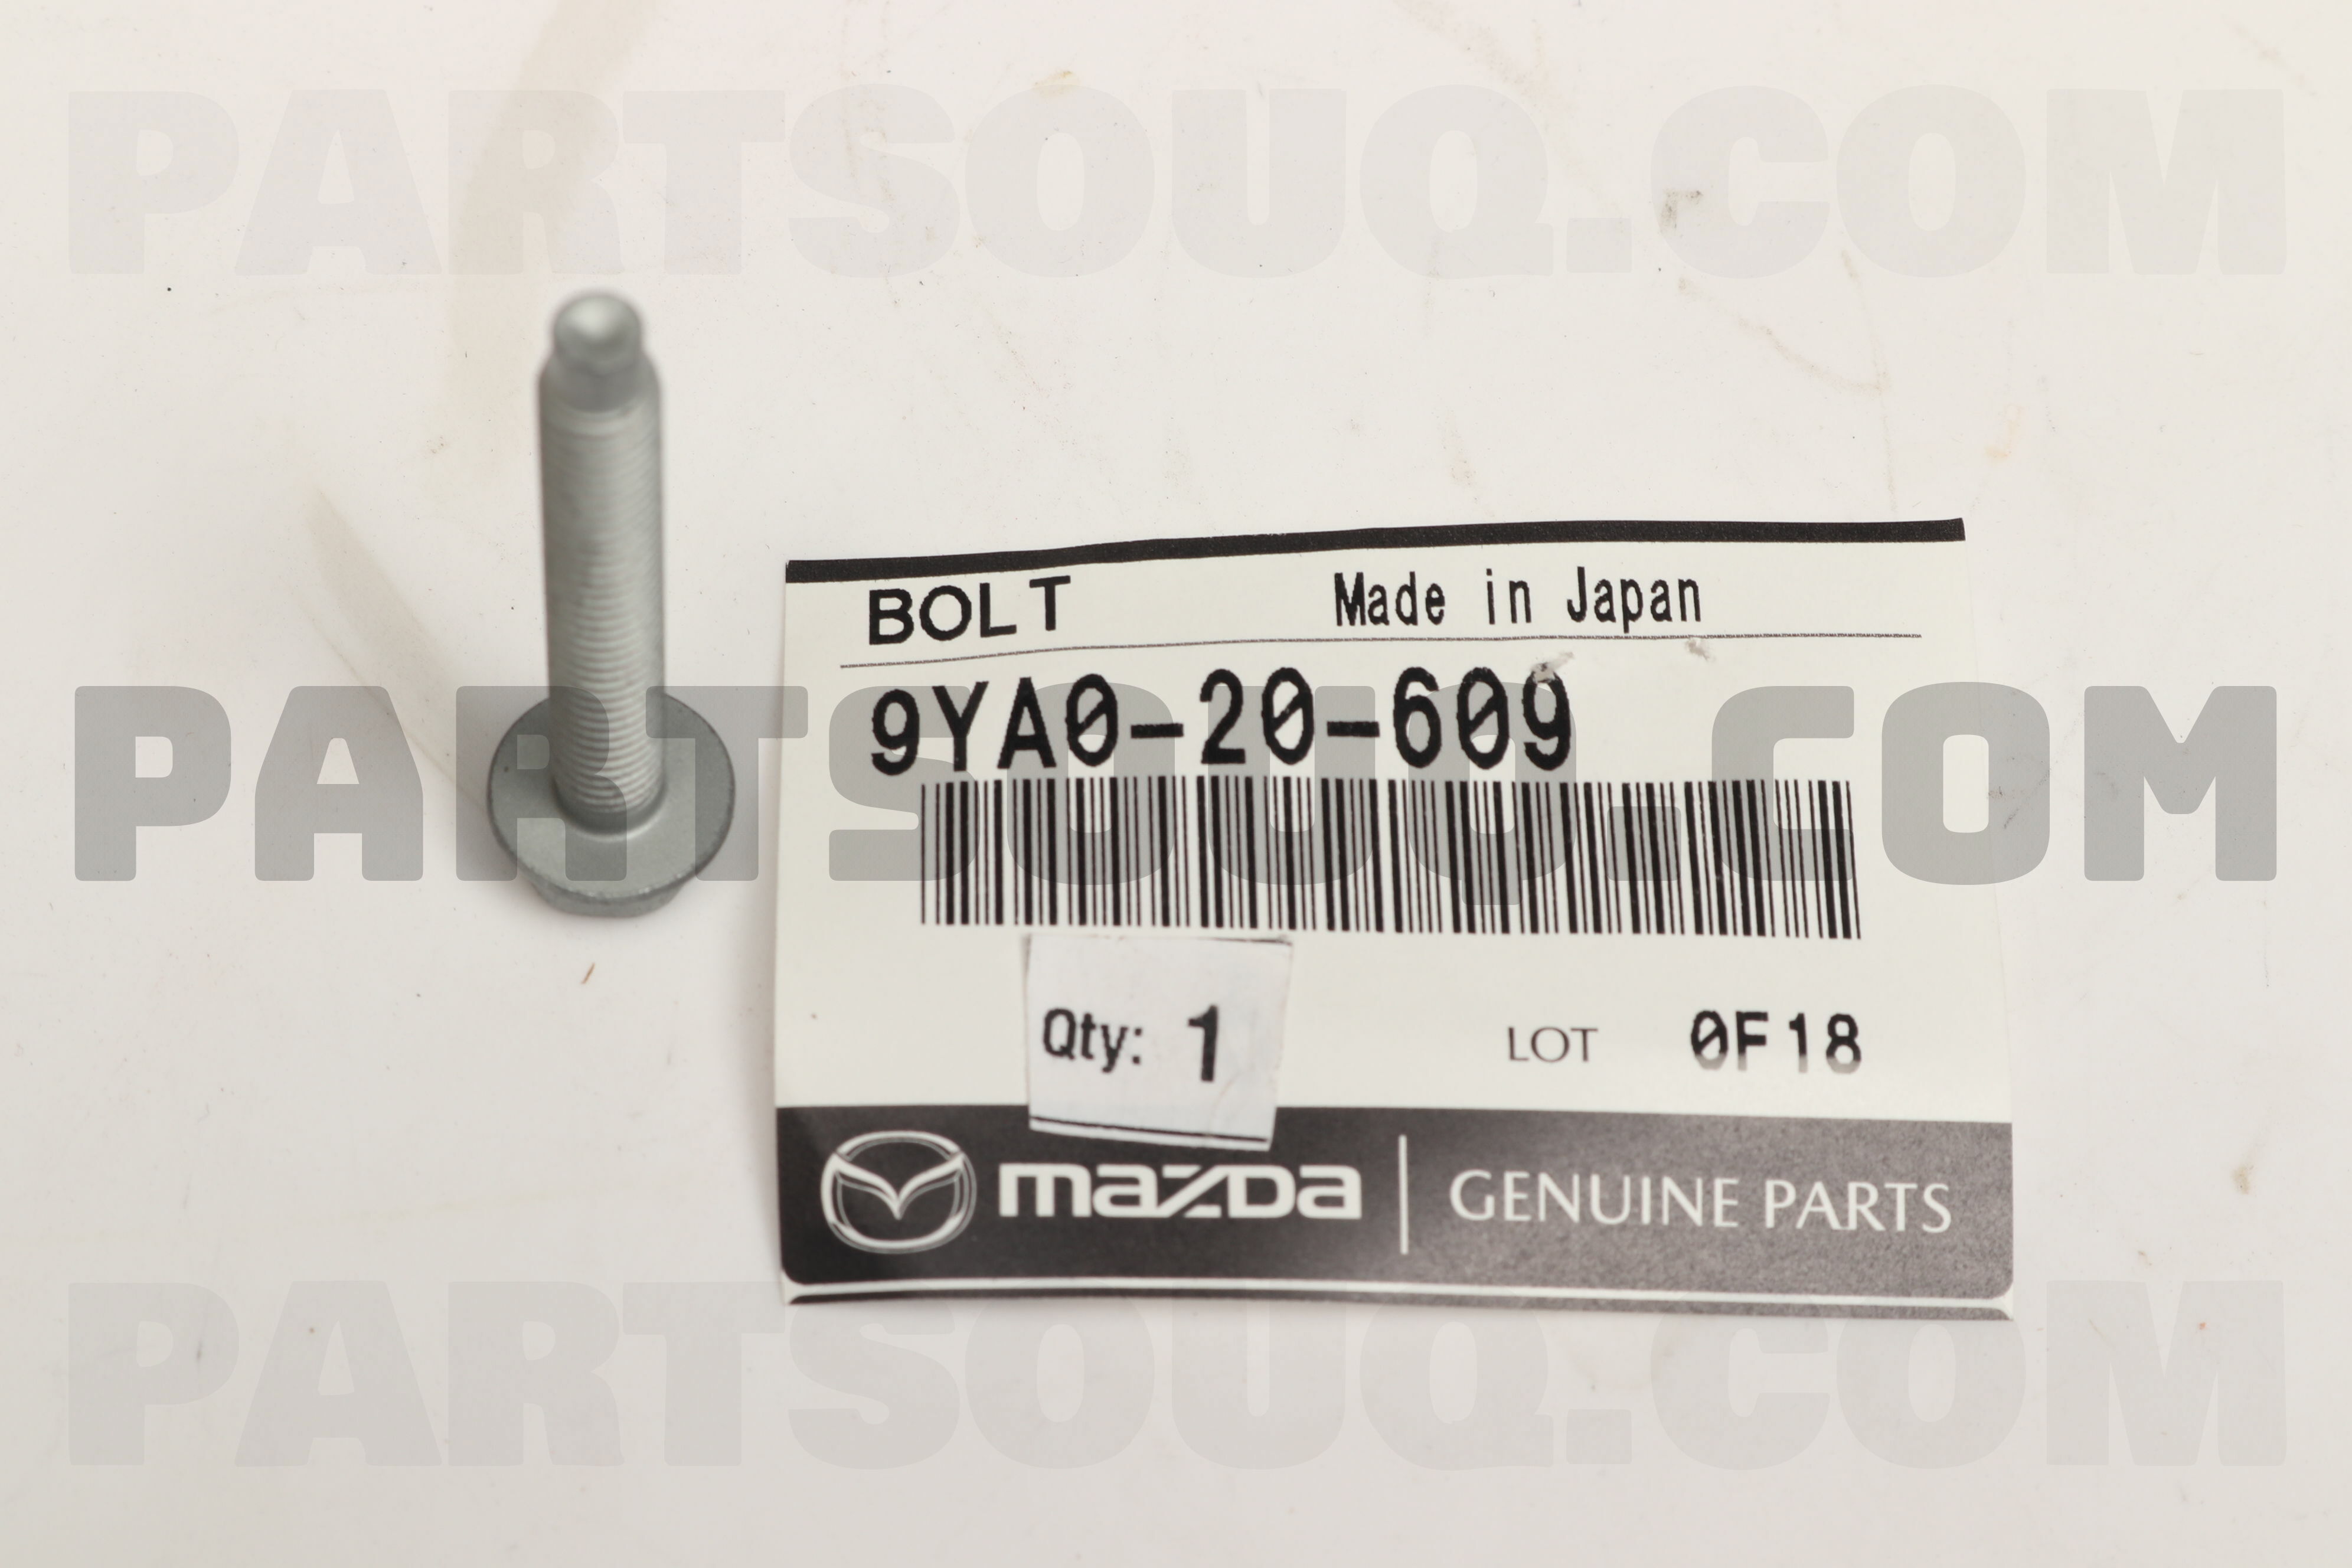 PARTSOUQ.COM
BOLT Made in Japan
9YA0-20-609
PARTSOUQ.COM
Qty: 1 LOT 0F18
mazda GENUINE PARTS
PARTSOUQ.COM